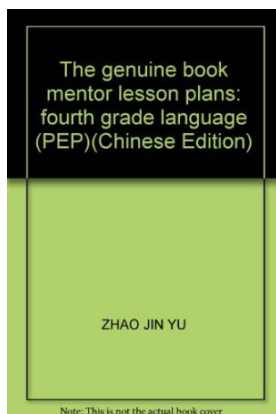 The genuine book
mentor lesson plans:
fourth grade language
(PEP)(Chinese Edition)
ZHAO JIN YU
Note: This is not the actual book cover